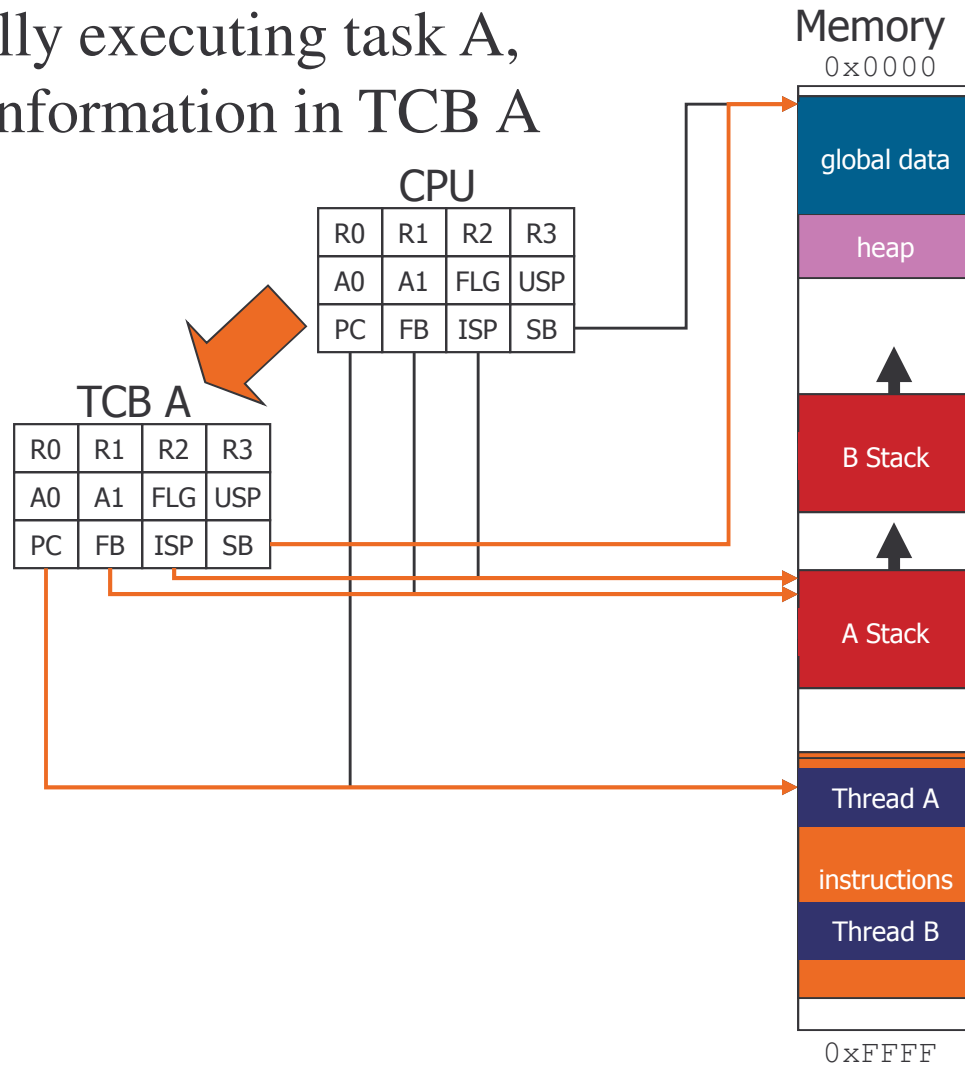 lly executing task A,
nformation in TCB A
CPU
R0 R1 R2 R3
A0 A1 FLG USP
PC FB ISP SB
TCB A
R0 R1 R2 R3
A0 A1 FLG USP
PC FB ISP SB
Memory
0x0000
global data
heap
B Stack
A Stack
Thread A
instructions
Thread B
0xFFFF